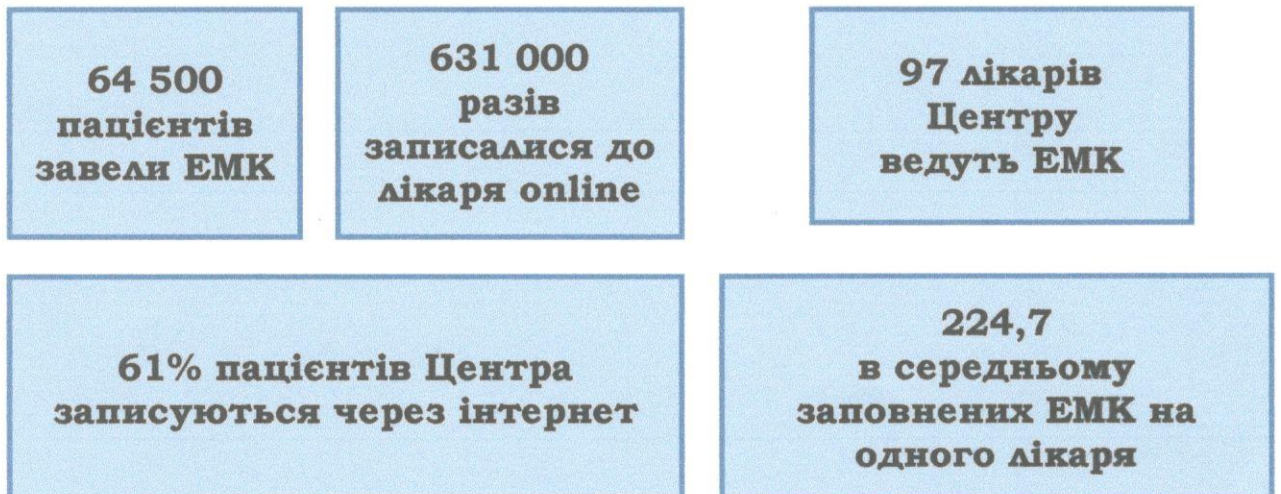 64 500
пацієнтів
завели ЕМК
631 000
разів
записалися до
лікаря online
97 лікарів
Центру
ведуть ЕМК
61% пацієнтів Центра
записуються через інтернет
224,7
в середньому
заповнених ЕМК на
одного лікаря